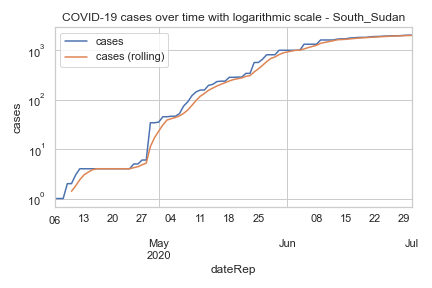 COVID-19 cases over time with logarithmic scale - South_Sudan
cases
cases (rolling)
10³
10²
10¹
10⁰
cases
06 13 20 27 04 11 18 25 08 15 22 29
May Jun Jul
2020
dateRep